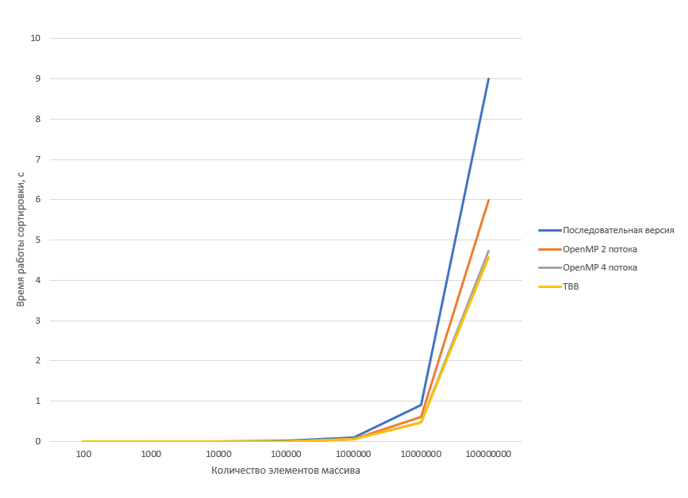 10
9
8
7
6
5
4
3
2
1
0
Время работы сортировки, с
100 1000 10000 100000 1000000 10000000 100000000
Количество элементов массива
Последовательная версия
OpenMP 2 потока
OpenMP 4 потока
TBB